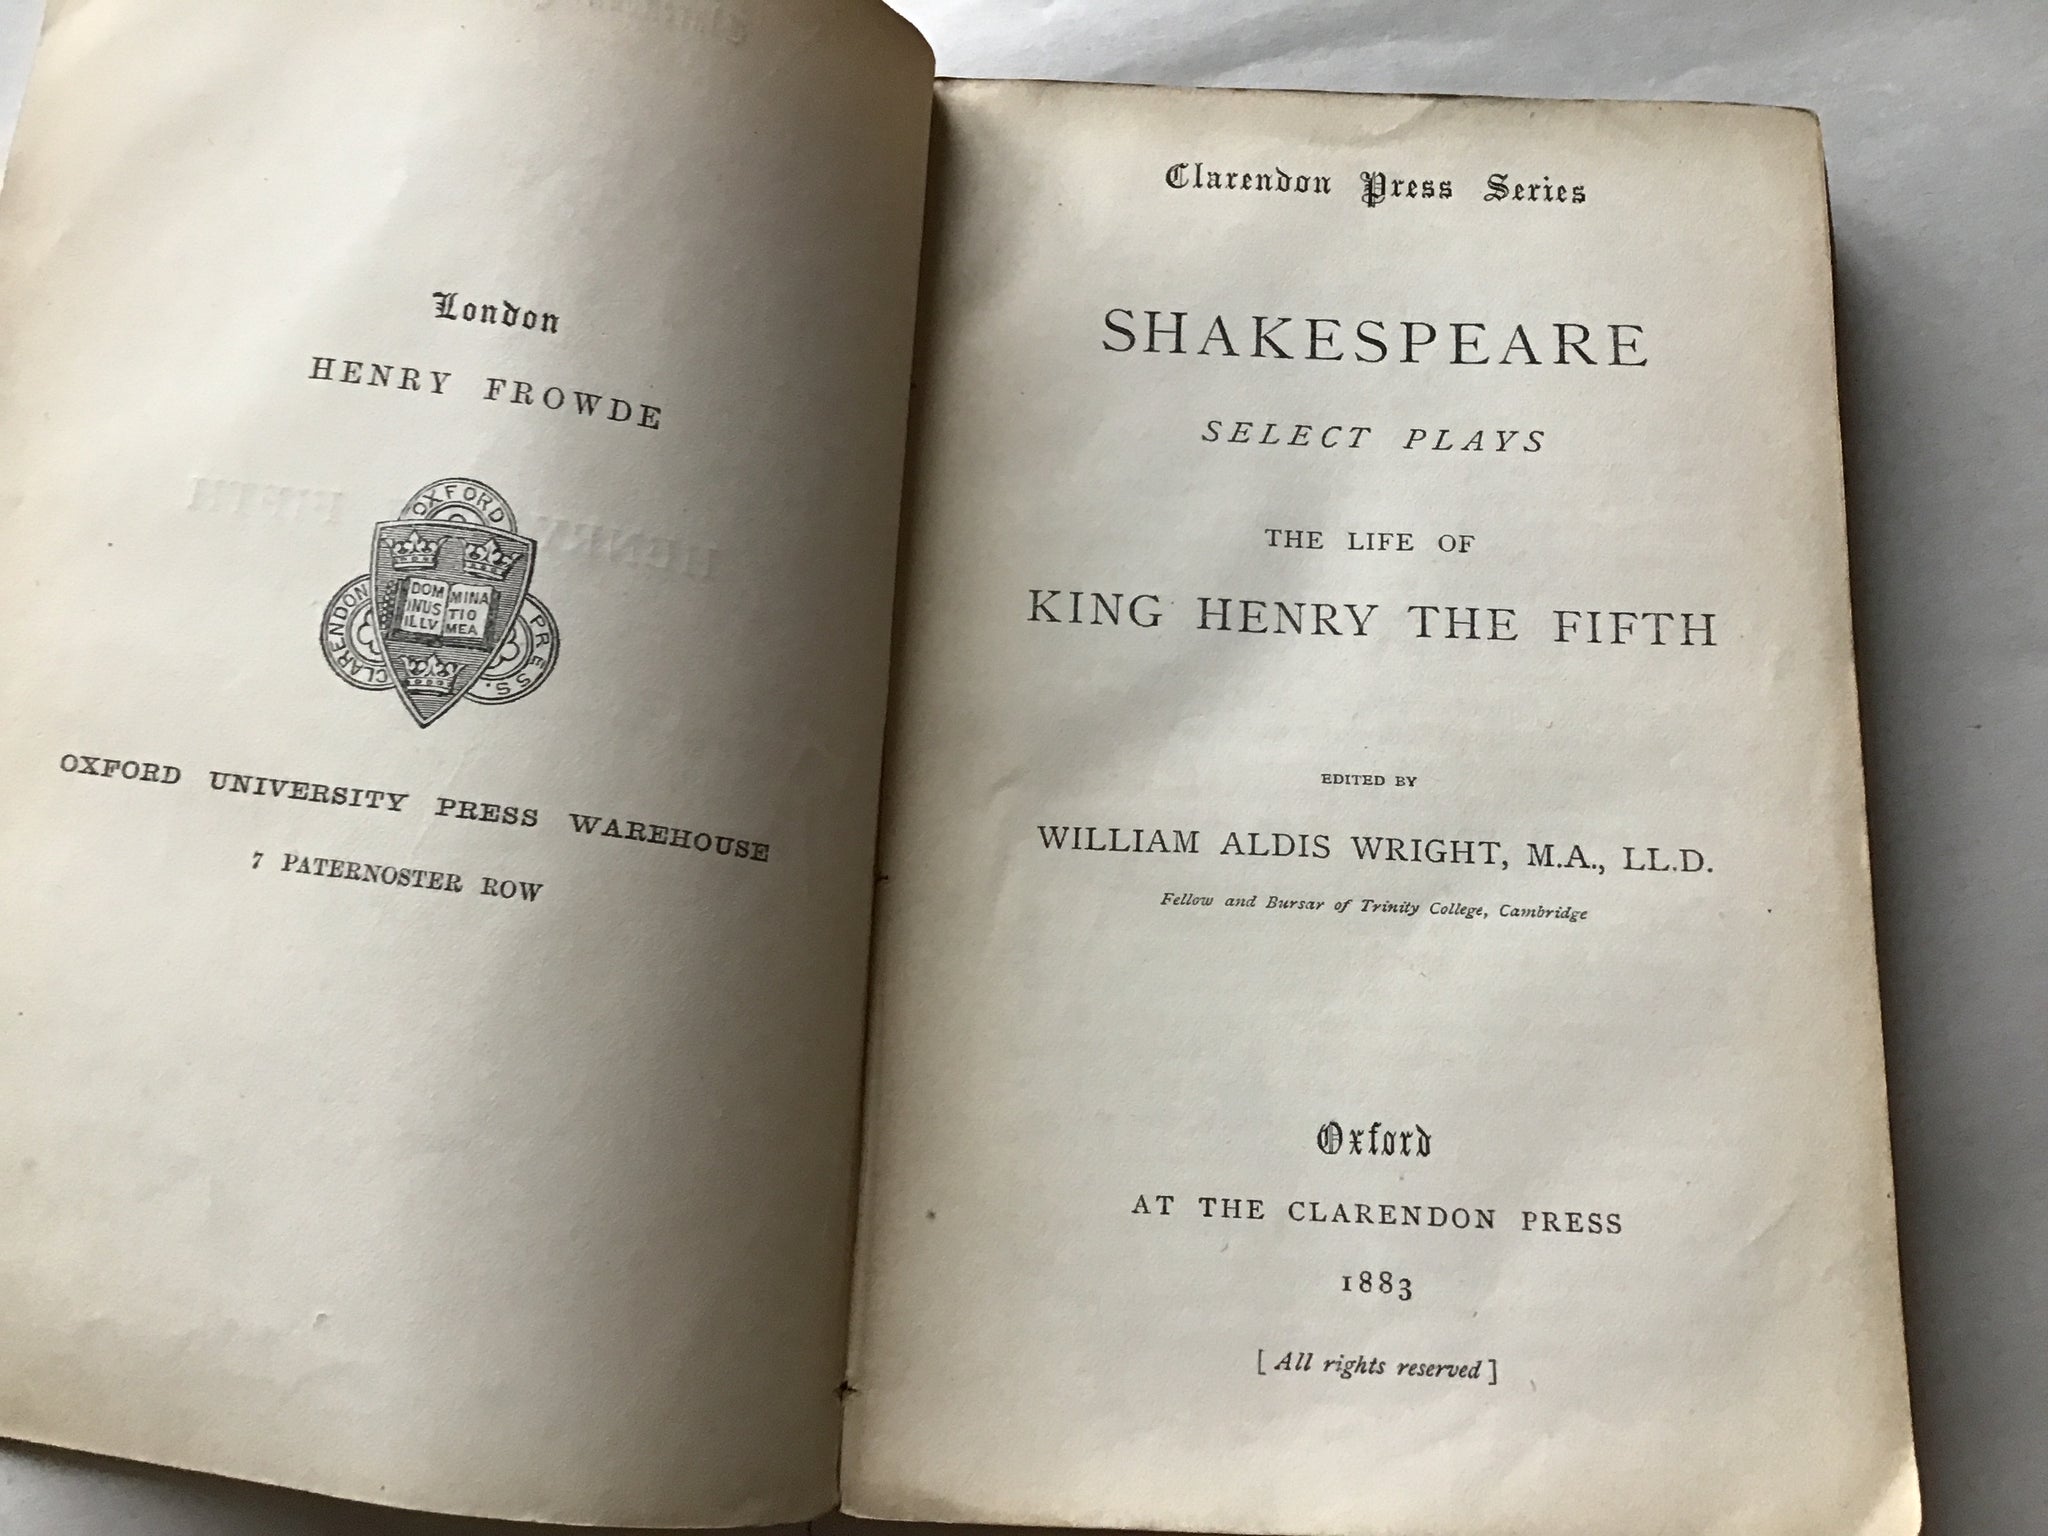 London
HENRY FROWDE
OXFORD
CLARENDON
PRESS.
DOM MINA
INUS TIO
ILLV MEA
OXFORD UNIVERSITY PRESS WAREHOUSE
7 PATERNOSTER ROW
Clarendon Press Series
SHAKESPEARE
SELECT PLAYS
THE LIFE OF
KING HENRY THE FIFTH
EDITED BY
WILLIAM ALDIS WRIGHT, M.A., LL.D.
Fellow and Bursar of Trinity College, Cambridge
Oxford
AT THE CLARENDON PRESS
1883
[ All rights reserved ]